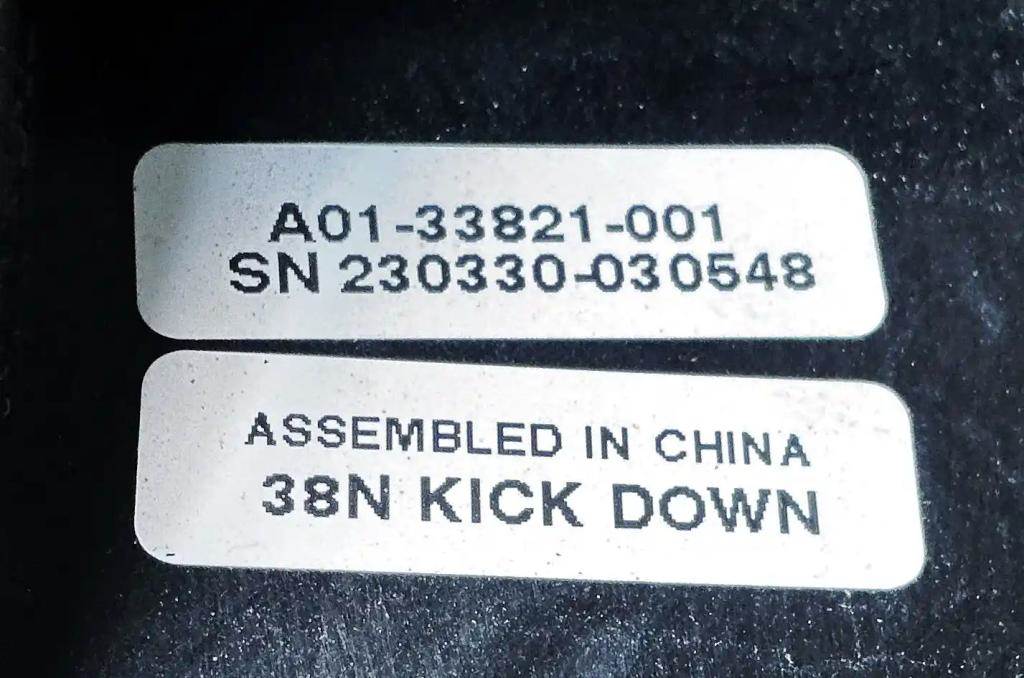 A01-33821-001
SN 230330-030548
ASSEMBLED IN CHINA
38N KICK DOWN